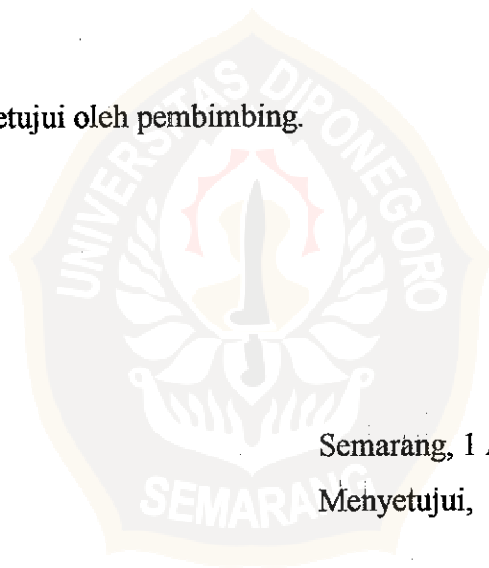 etujui oleh pembimbing.
UNIVERSITAS DIPONEGORO
Semarang, 1
Menyetujui,
SEMARANG